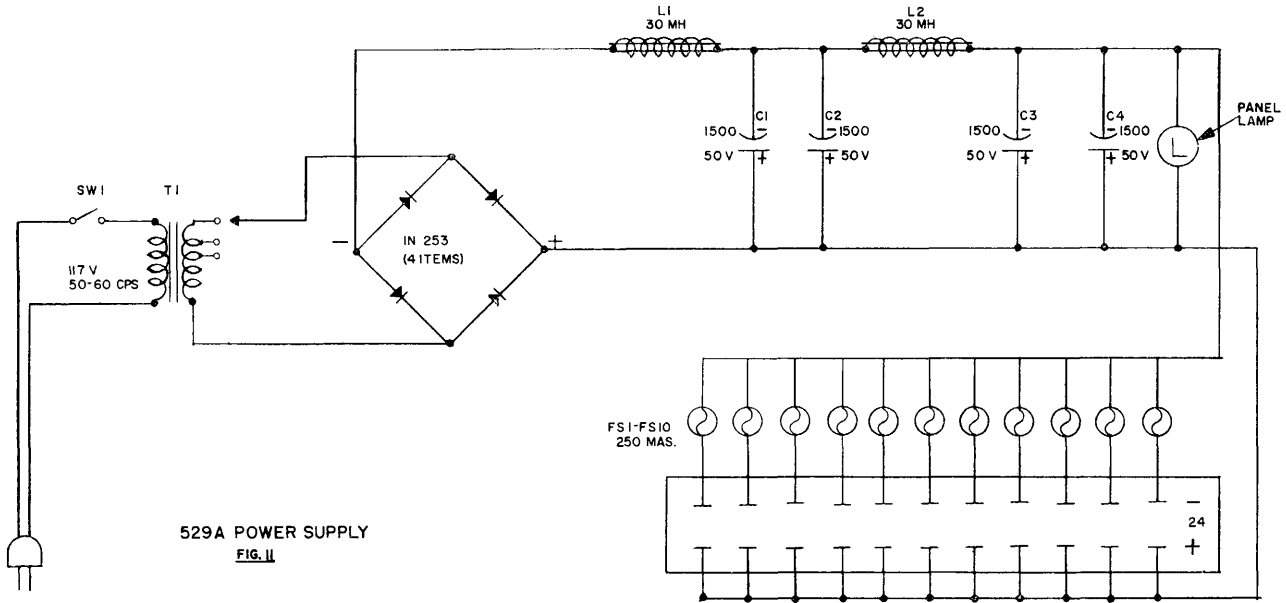 L1
30 MH
L2
30 MH
C1
1500 -
50 V +
C2
-1500
+ 50 V
C3
1500 -
50 V +
C4
-1500
+ 50 V
PANEL
LAMP
L
SW1
T1
117 V
50-60 CPS
-
+
IN 253
(4 ITEMS)
FS1-FS10
250 MAS.
-
24
+
529A POWER SUPPLY
FIG. 11